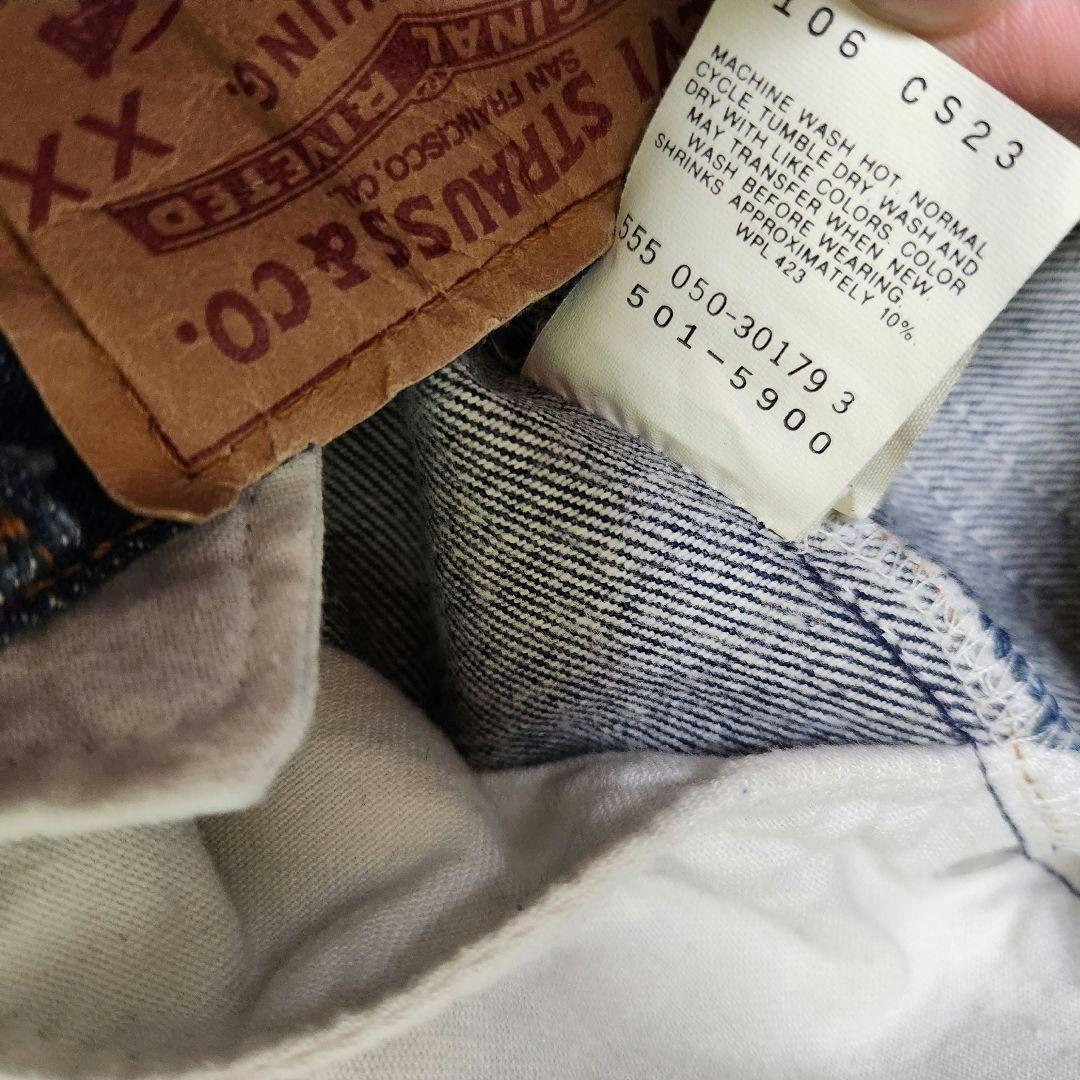 106 CS23
MACHINE WASH HOT, NORMAL
CYCLE. TUMBLE DRY. WASH AND
DRY WITH LIKE COLORS. COLOR
MAY TRANSFER WHEN NEW.
WASH BEFORE WEARING.
SHRINKS APPROXIMATELY 10%.
WPL 423
555 050-301793
501-5900
STRAUSS & CO.
SAN FRANCISCO, CAL.
ORIGINAL RIVETED
XX